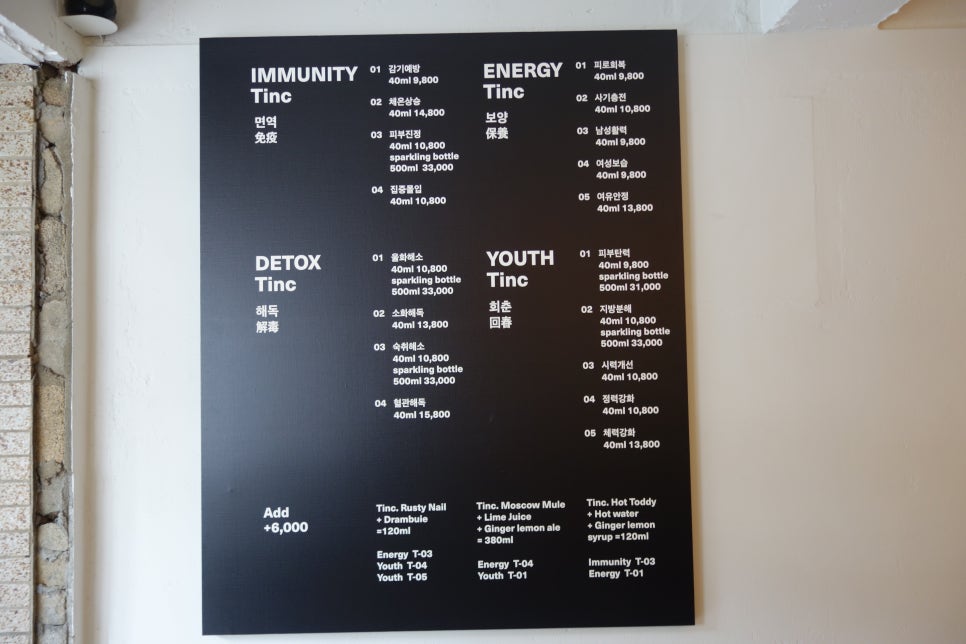 IMMUNITY
Tinc
면역
免疫
01 감기예방
40ml 9,800
02 체온상승
40ml 14,800
03 피부진정
40ml 10,800
sparkling bottle
500ml 33,000
04 집중몰입
40ml 10,800
ENERGY
Tinc
보양
保養
01 피로회복
40ml 9,800
02 사기충전
40ml 10,800
03 남성활력
40ml 9,800
04 여성보습
40ml 9,800
05 여유안정
40ml 13,800
DETOX
Tinc
해독
解毒
01 울화해소
40ml 10,800
sparkling bottle
500ml 33,000
02 소화해독
40ml 13,800
03 숙취해소
40ml 10,800
sparkling bottle
500ml 33,000
04 혈관해독
40ml 15,800
YOUTH
Tinc
회춘
回春
01 피부탄력
40ml 9,800
sparkling bottle
500ml 31,000
02 지방분해
40ml 10,800
sparkling bottle
500ml 33,000
03 시력개선
40ml 10,800
04 정력강화
40ml 10,800
05 체력강화
40ml 13,800
Add
+6,000
Tinc. Rusty Nail
+ Drambuie
=120ml
Energy T-03
Youth T-04
Youth T-05
Tinc. Moscow Mule
+ Lime Juice
+ Ginger lemon ale
= 380ml
Energy T-04
Youth T-01
Tinc. Hot Toddy
+ Hot water
+ Ginger lemon
syrup =120ml
Immunity T-03
Energy T-01